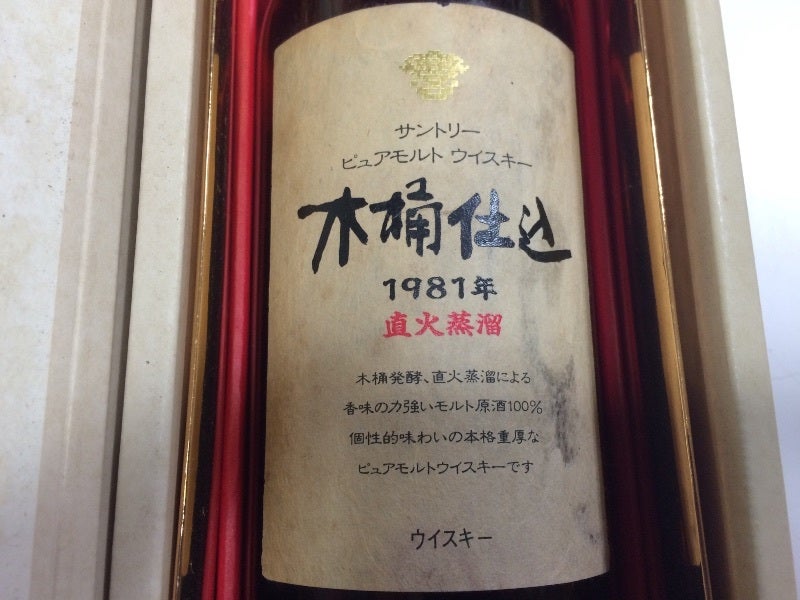 サントリー
ピュアモルト ウイスキー
木桶仕込
1981年
直火蒸溜
木桶発酵、直火蒸溜による
香味の力強いモルト原酒100%
個性的味わいの本格重厚な
ピュアモルトウイスキーです
ウイスキー